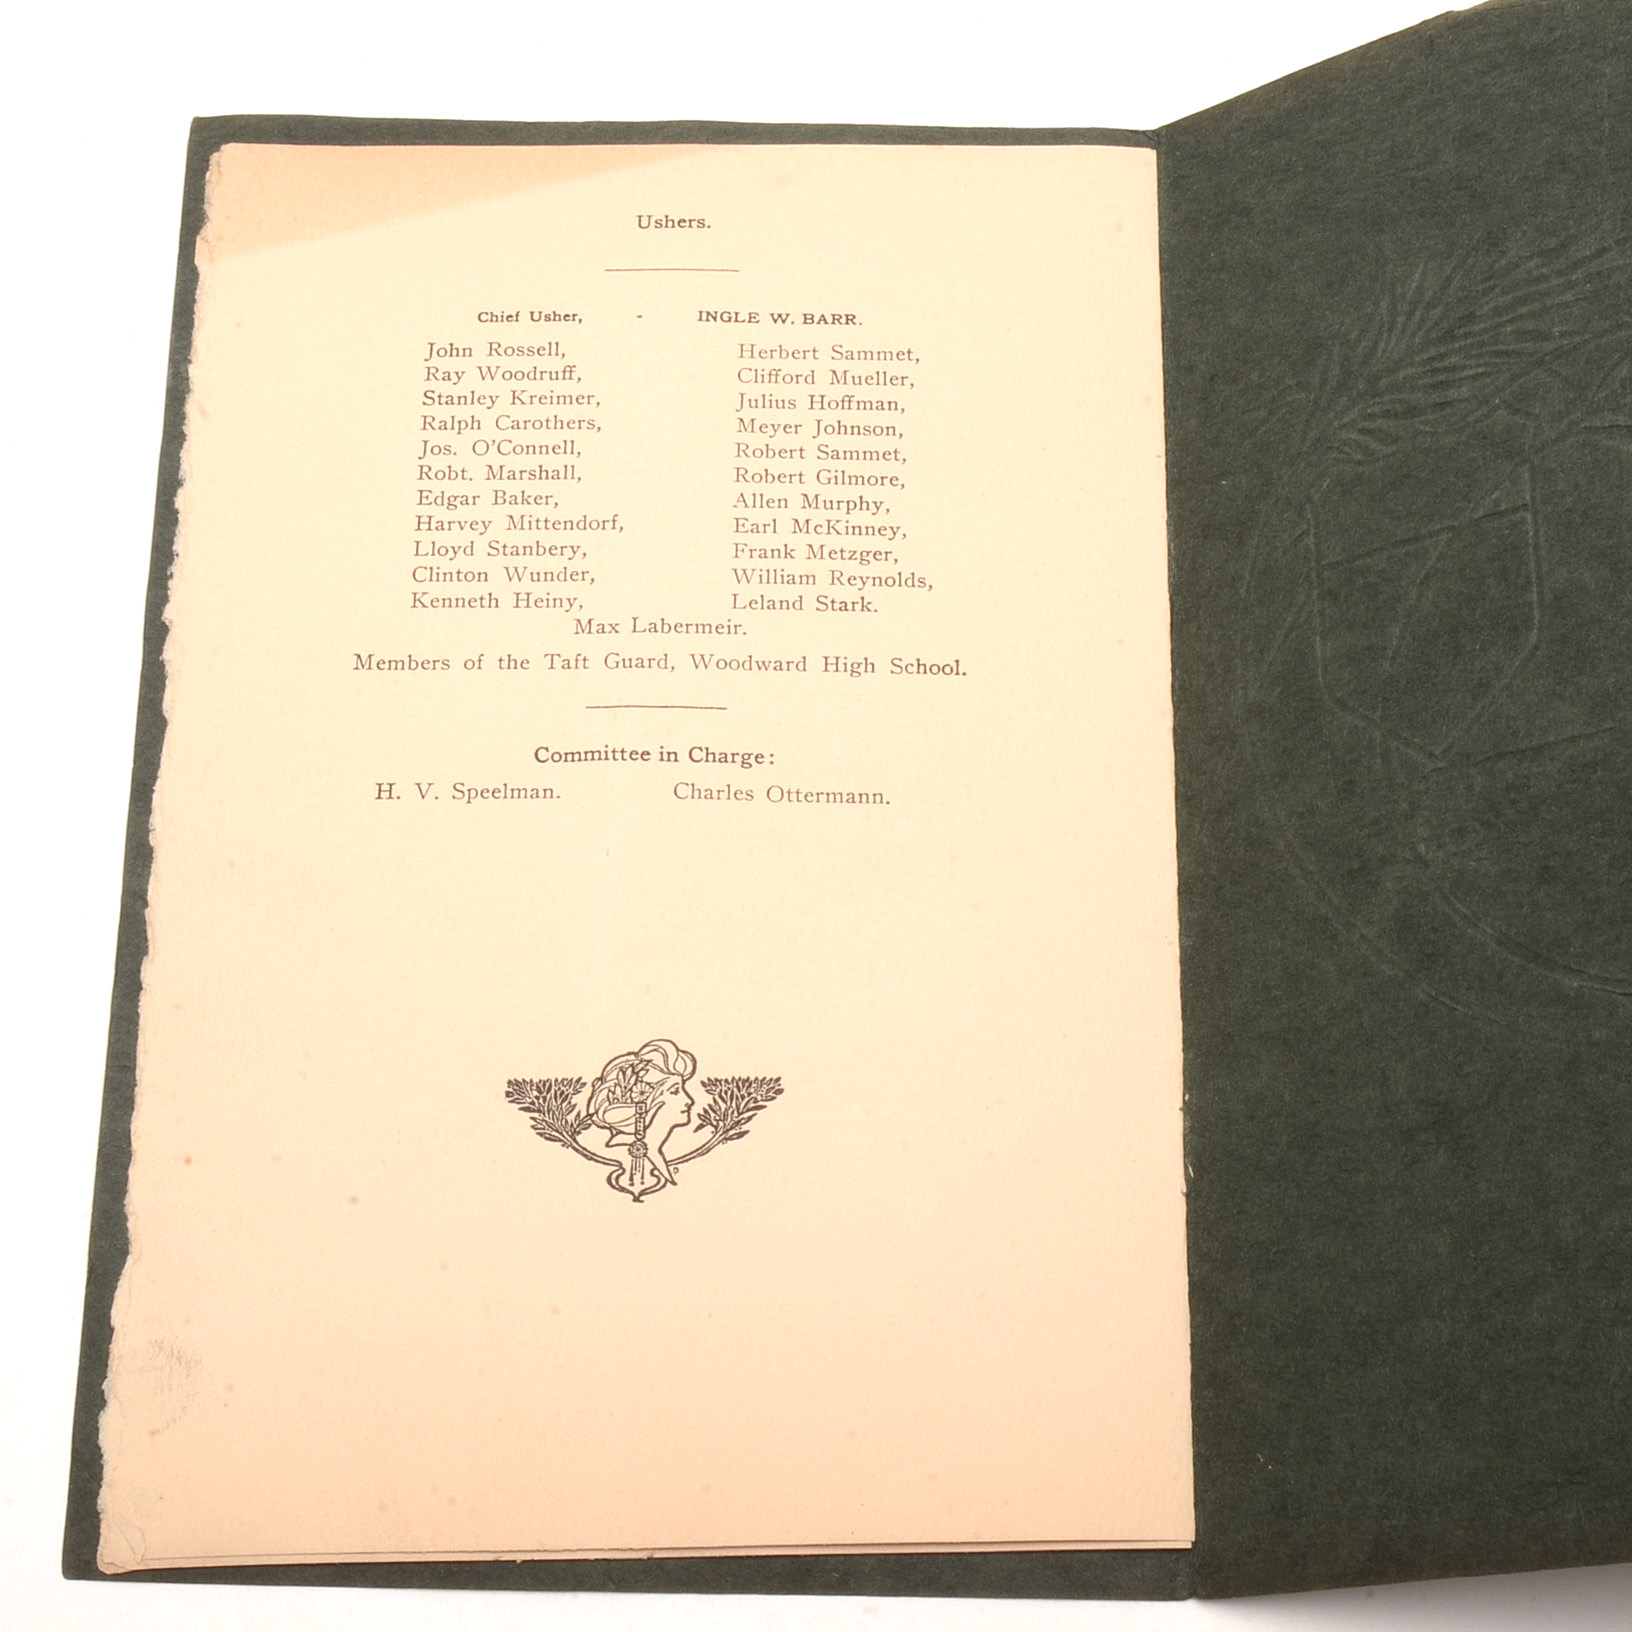 Ushers.
Chief Usher, - INGLE W. BARR.
John Rossell, Herbert Sammet,
Ray Woodruff, Clifford Mueller,
Stanley Kreimer, Julius Hoffman,
Ralph Carothers, Meyer Johnson,
Jos. O'Connell, Robert Sammet,
Robt. Marshall, Robert Gilmore,
Edgar Baker, Allen Murphy,
Harvey Mittendorf, Earl McKinney,
Lloyd Stanbery, Frank Metzger,
Clinton Wunder, William Reynolds,
Kenneth Heiny, Leland Stark.
Max Labermeir.
Members of the Taft Guard, Woodward High School.
Committee in Charge:
H. V. Speelman. Charles Ottermann.